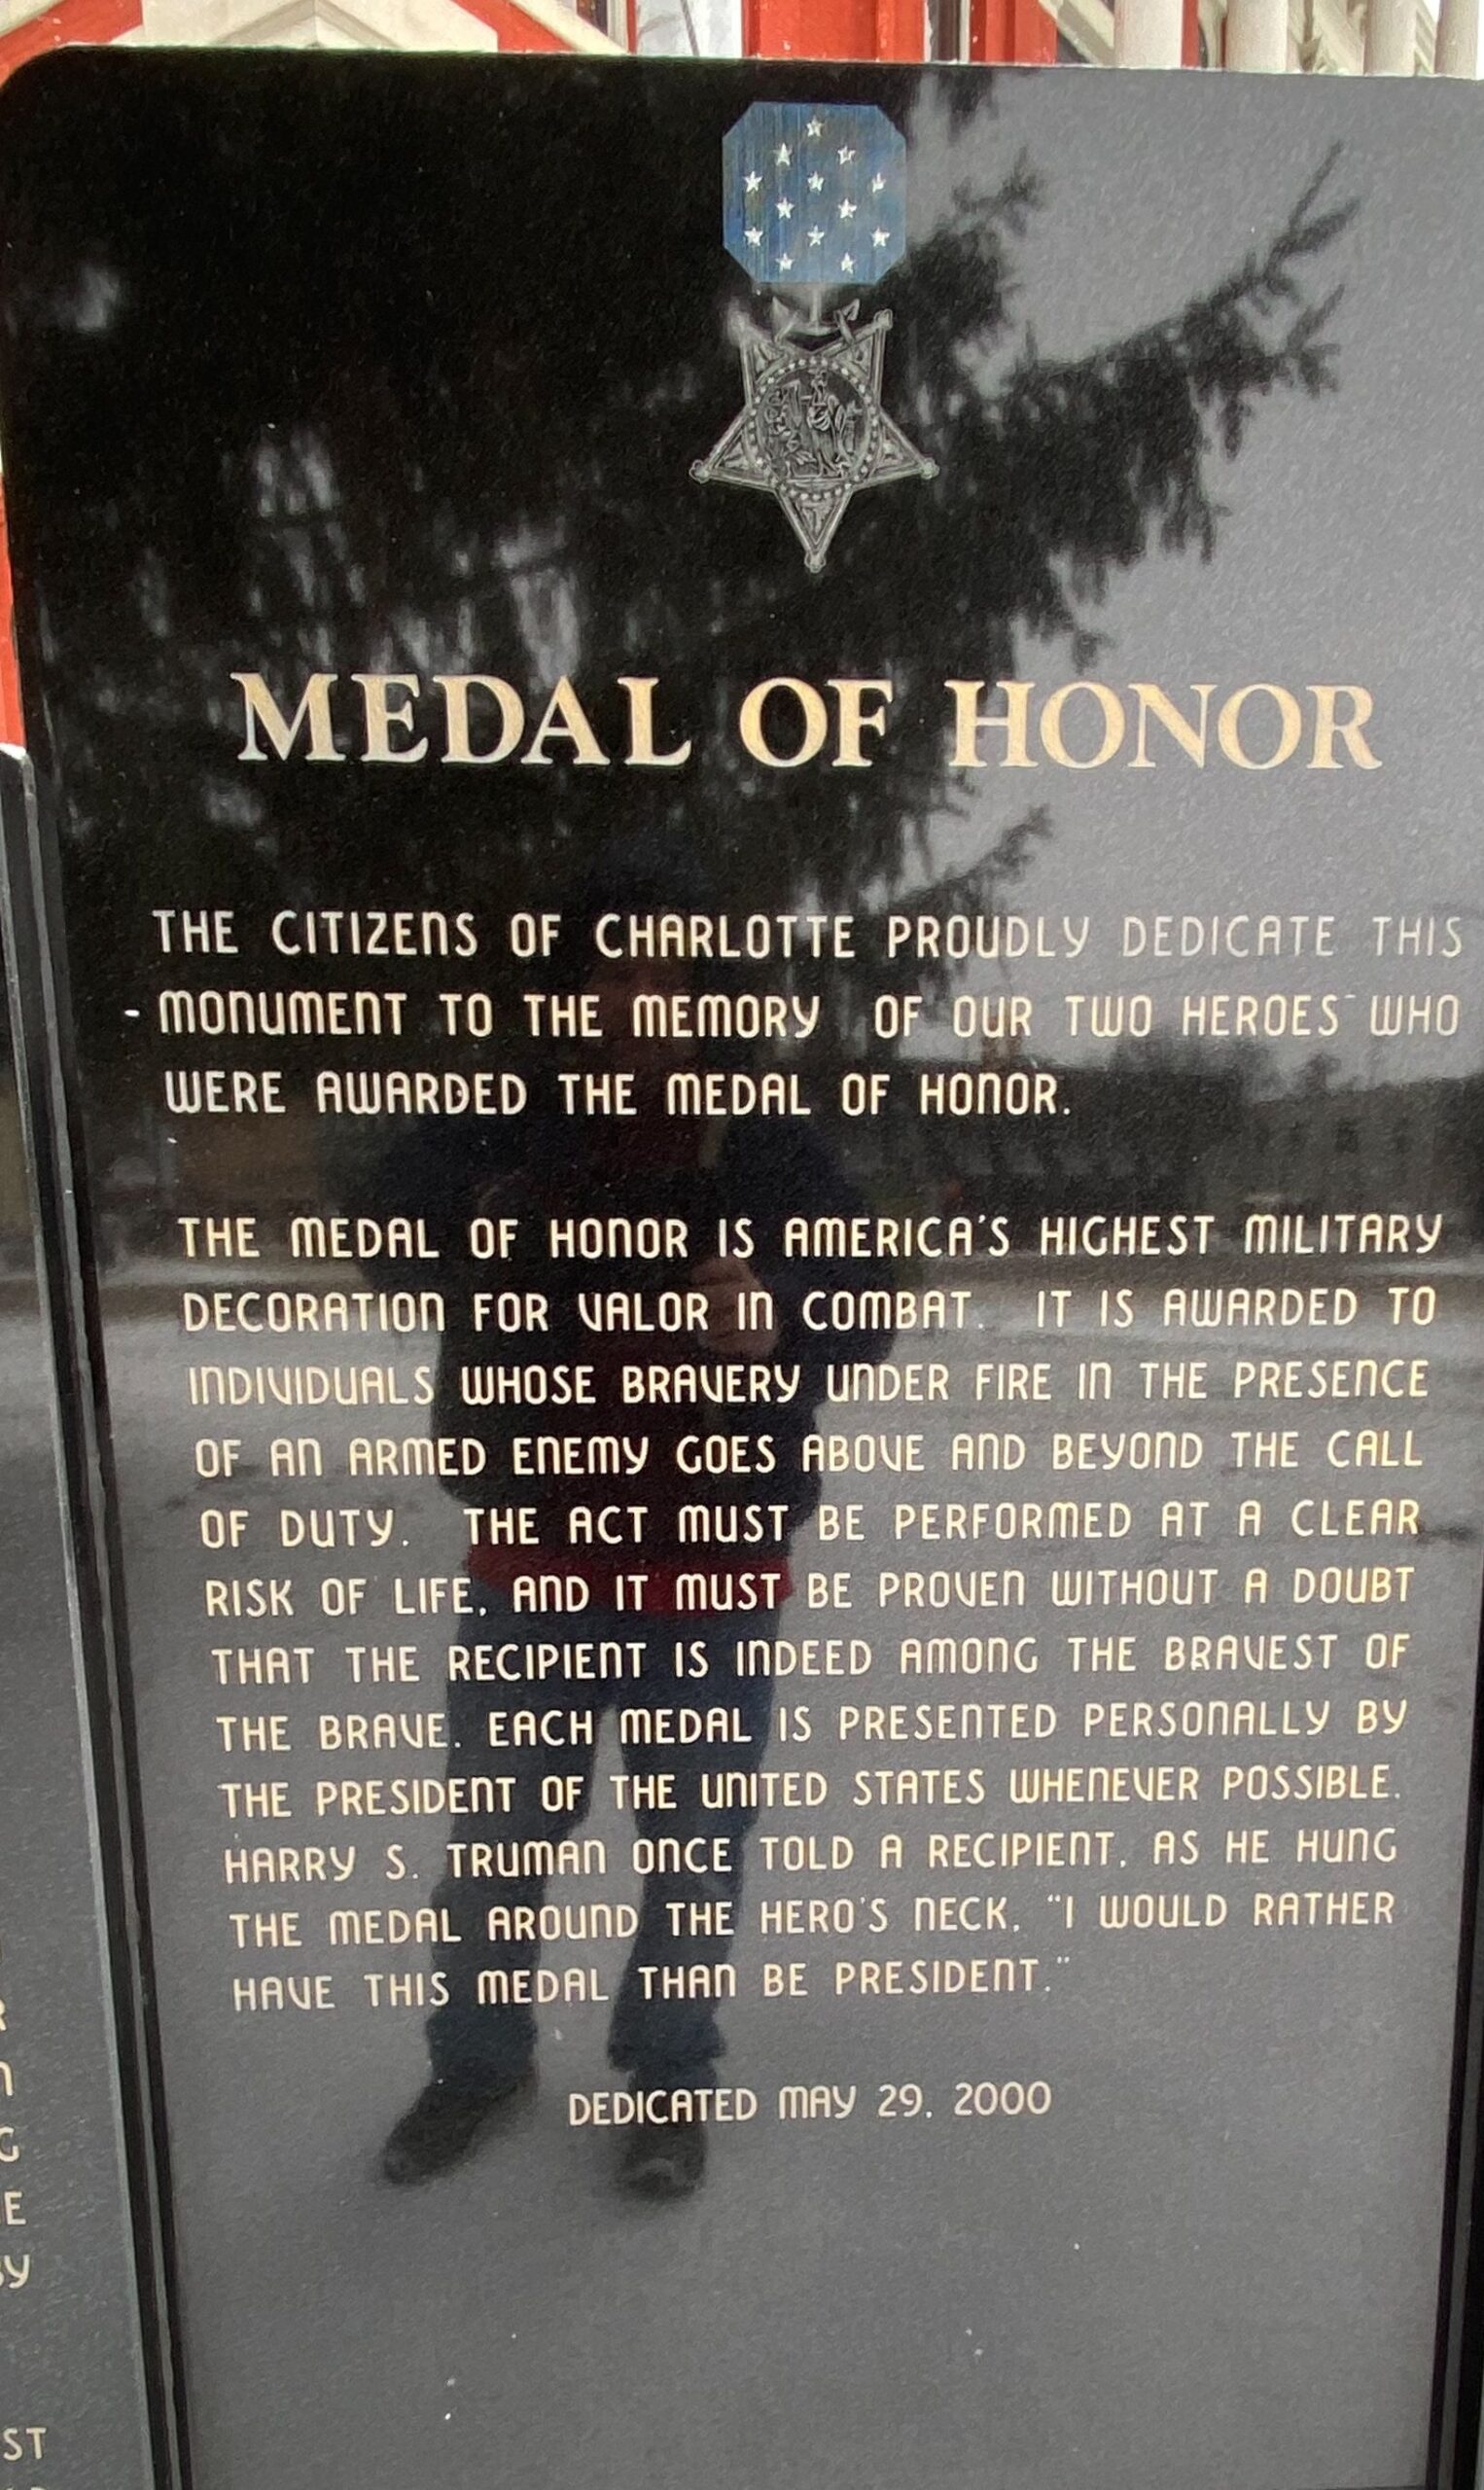 MEDAL OF HONOR
THE CITIZENS OF CHARLOTTE PROUDLY DEDICATE THIS
MONUMENT TO THE MEMORY OF OUR TWO HEROES WHO
WERE AWARDED THE MEDAL OF HONOR.
THE MEDAL OF HONOR IS AMERICA'S HIGHEST MILITARY
DECORATION FOR VALOR IN COMBAT. IT IS AWARDED TO
INDIVIDUALS WHOSE BRAVERY UNDER FIRE IN THE PRESENCE
OF AN ARMED ENEMY GOES ABOVE AND BEYOND THE CALL
OF DUTY. THE ACT MUST BE PERFORMED AT A CLEAR
RISK OF LIFE, AND IT MUST BE PROVEN WITHOUT A DOUBT
THAT THE RECIPIENT IS INDEED AMONG THE BRAVEST OF
THE BRAVE. EACH MEDAL IS PRESENTED PERSONALLY BY
THE PRESIDENT OF THE UNITED STATES WHENEVER POSSIBLE.
HARRY S. TRUMAN ONCE TOLD A RECIPIENT, AS HE HUNG
THE MEDAL AROUND THE HERO'S NECK, "I WOULD RATHER
HAVE THIS MEDAL THAN BE PRESIDENT."
DEDICATED MAY 29, 2000